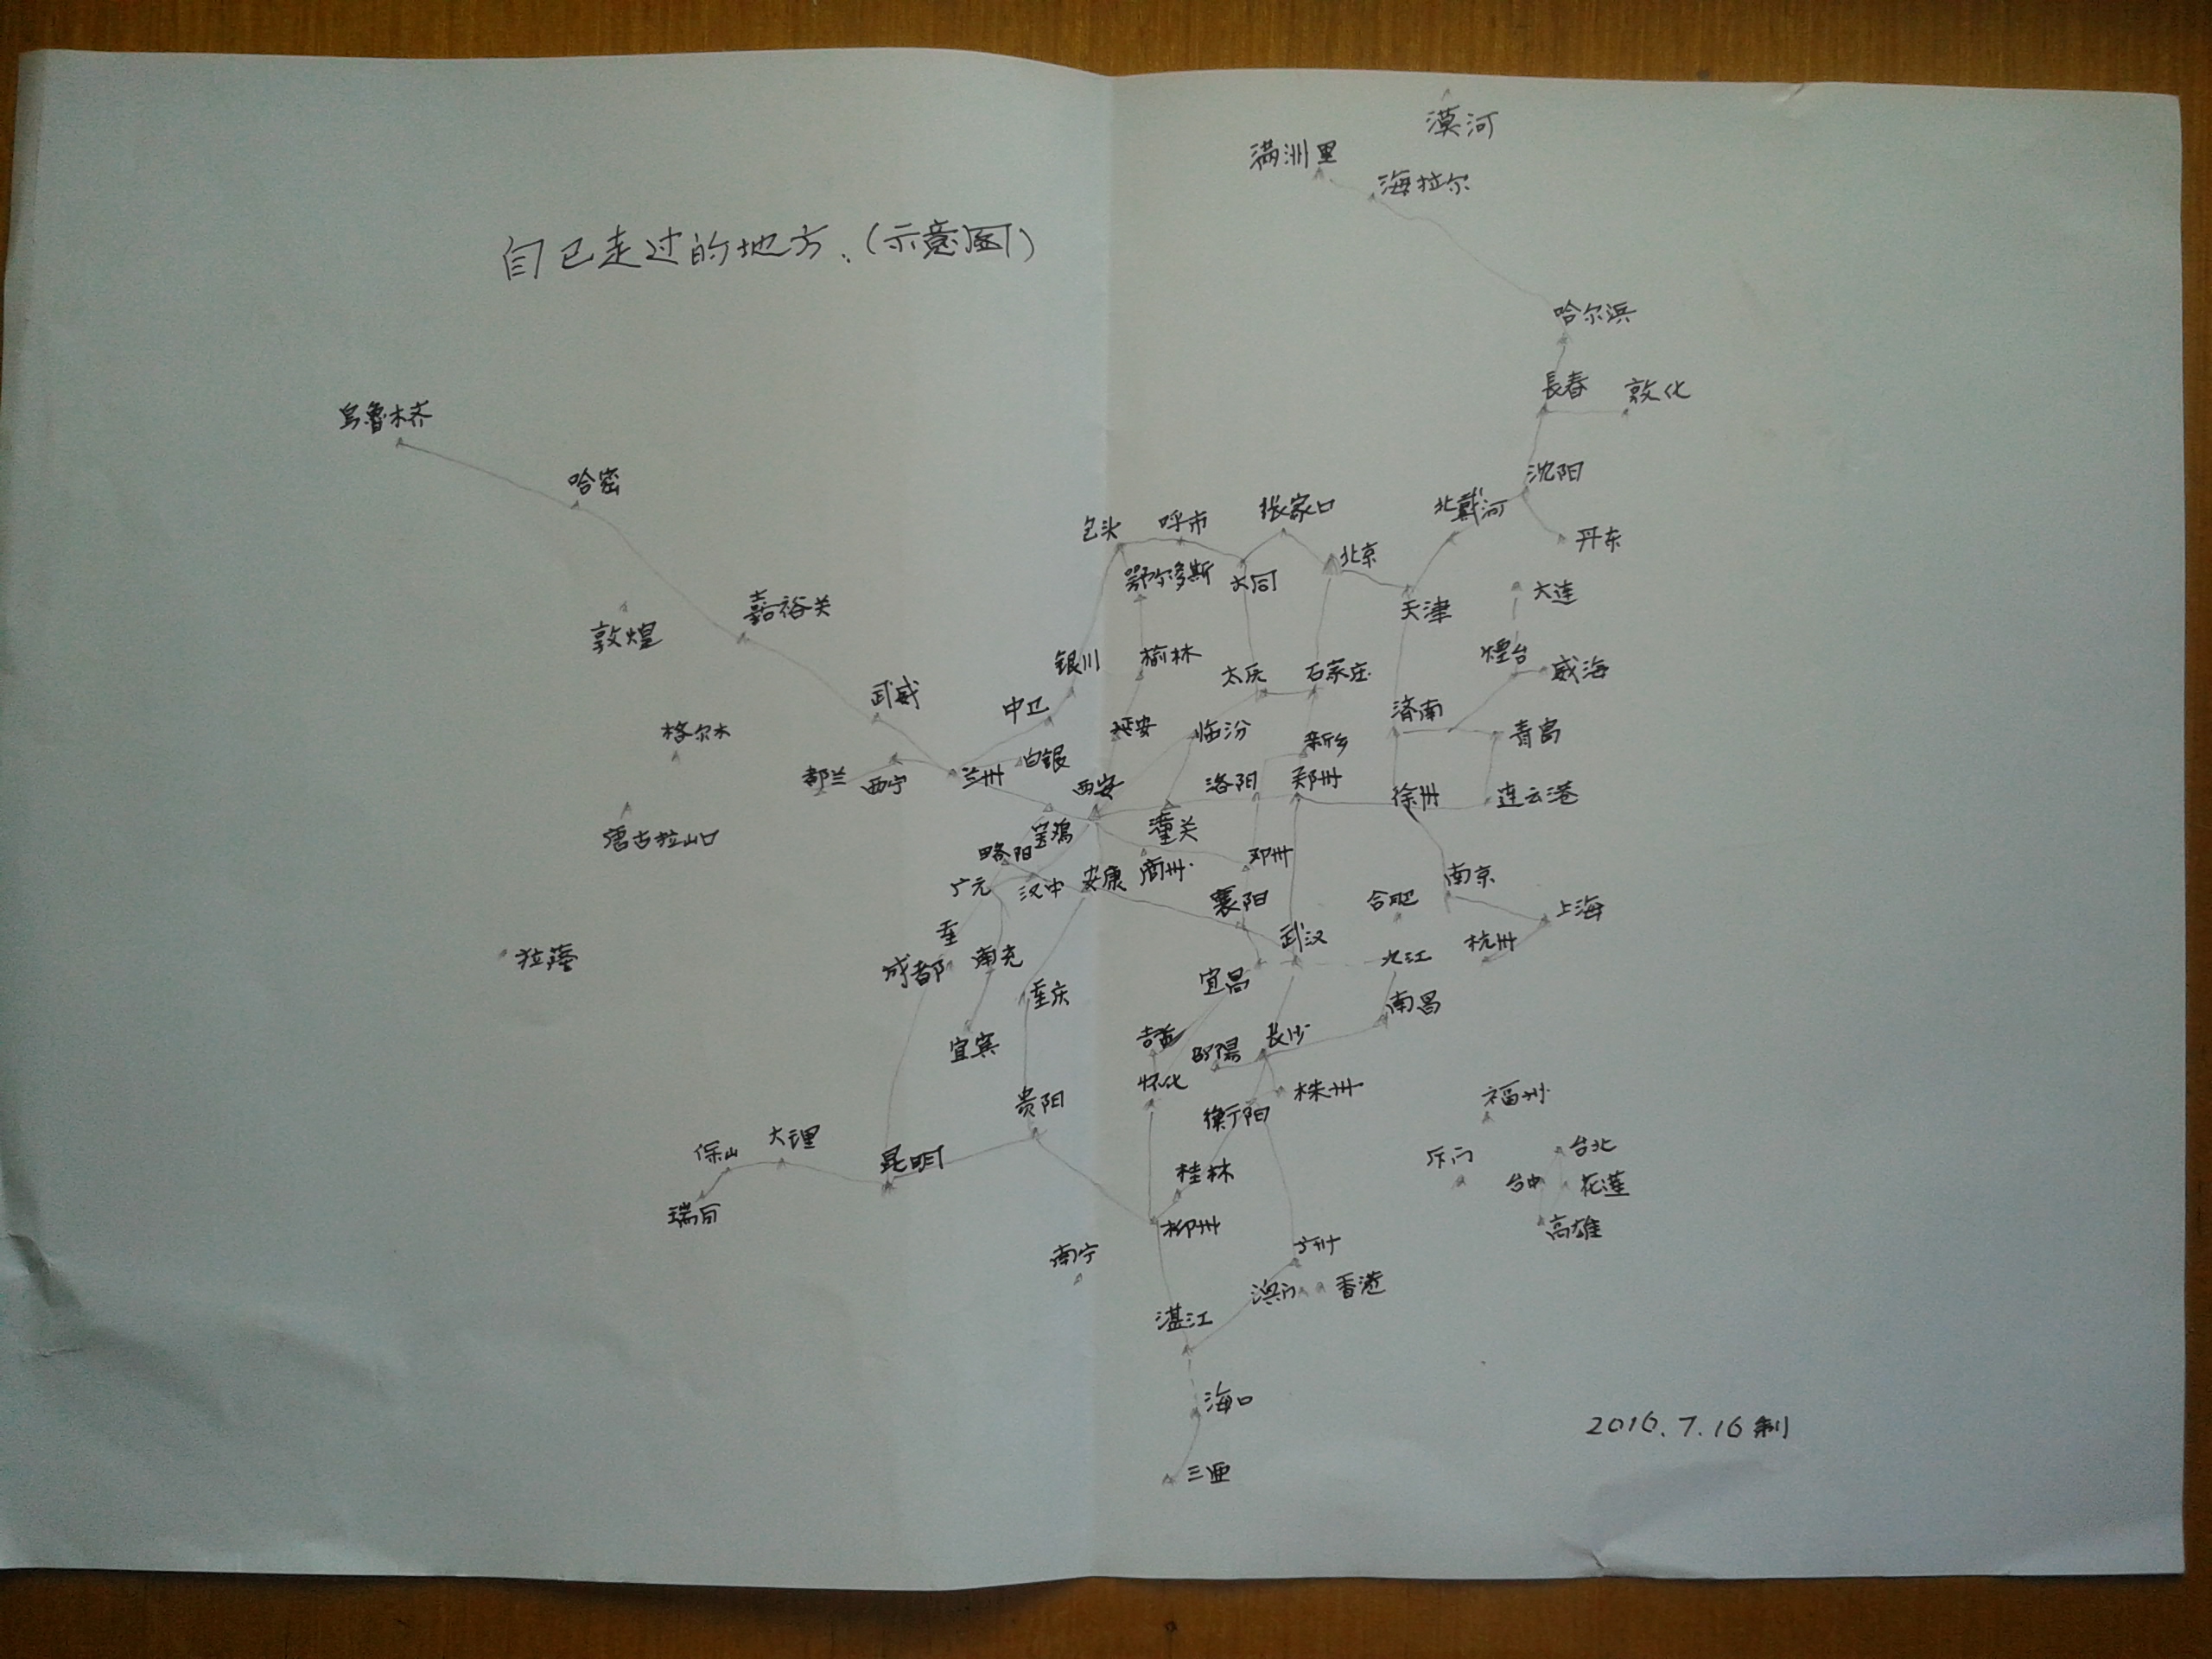 漠河
满洲里
海拉尔
自己走过的地方.(示意图)
哈尔浜
長春
敦化
乌鲁木齐
哈密
沈阳
北戴河
丹东
张家口
包头
呼市
北京
鄂尔多斯
大同
大连
天津
嘉裕关
敦煌
银川
榆林
太原
石家庄
烟台
威海
武威
中卫
济南
青岛
格尔木
延安
临汾
新乡
都兰
西宁
兰州
白银
西安
洛阳
郑州
徐州
连云港
唐古拉山口
宝鸡
潼关
略阳
邓州
广元
汉中
安康
商州
南京
襄阳
合肥
上海
重
武汉
杭州
拉萨
成都
南充
九江
宜昌
重庆
南昌
宜宾
邵陽
長沙
怀化
贵阳
株州
衡阳
福州
保山
大理
昆明
厦门
台北
桂林
台中
花蓮
瑞丽
柳州
高雄
南宁
广州
澳门
香港
湛江
海口
2016.7.16制
三亚